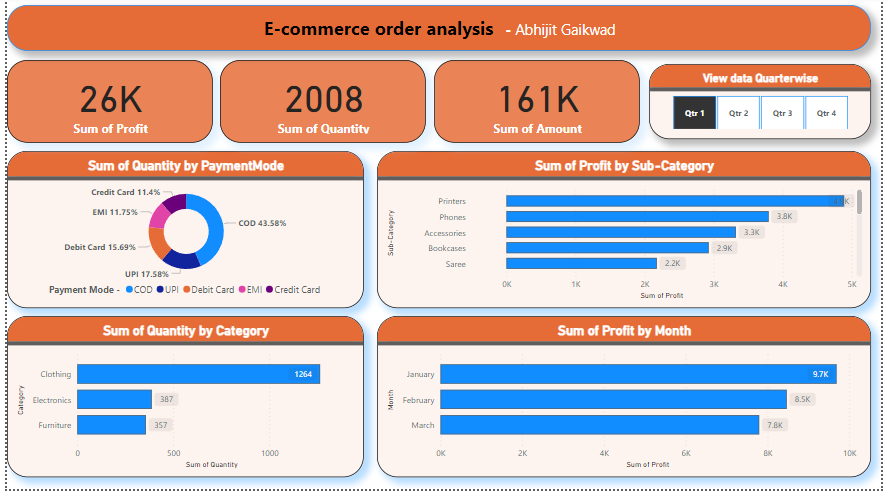 E-commerce order analysis - Abhijit Gaikwad
26K
Sum of Profit
2008
Sum of Quantity
161K
Sum of Amount
View data Quarterwise
Qtr 1 Qtr 2 Qtr 3 Qtr 4
Sum of Quantity by PaymentMode
Credit Card 11.4%
EMI 11.75%
COD 43.58%
Debit Card 15.69%
UPI 17.58%
Payment Mode - COD UPI Debit Card EMI Credit Card
Sum of Profit by Sub-Category
Sub-Category
Printers
Phones 3.8K
Accessories 3.3K
Bookcases 2.9K
Saree 2.2K
0K 1K 2K 3K 4K 5K
Sum of Profit
Sum of Quantity by Category
Category
Clothing 1264
Electronics 387
Furniture 357
0 500 1000
Sum of Quantity
Sum of Profit by Month
Month
January 9.7K
February 8.5K
March 7.8K
0K 2K 4K 6K 8K 10K
Sum of Profit